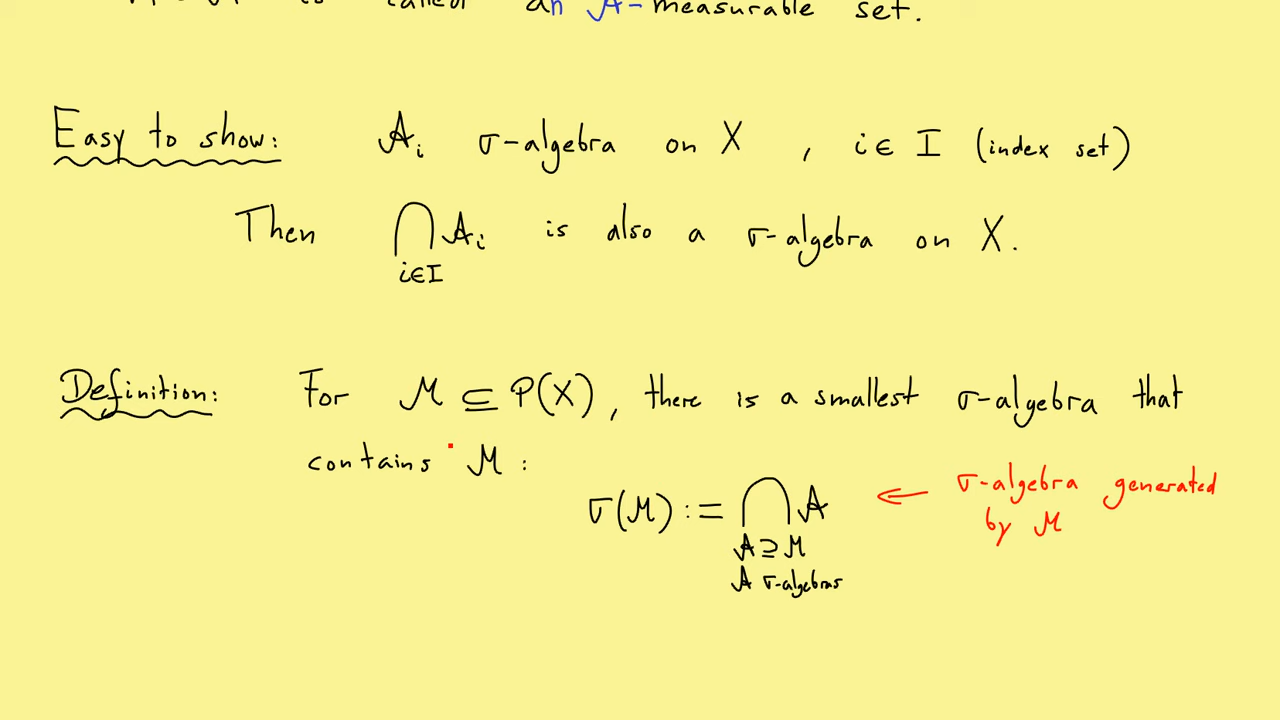 is called an 𝒜-measurable set.
Easy to show: 𝒜ᵢ σ-algebra on X , i ∈ I (index set)
Then ⋂ 𝒜ᵢ is also a σ-algebra on X.
i∈I
Definition: For ℳ ⊆ P(X), there is a smallest σ-algebra that
contains ℳ :
σ(ℳ) := ⋂ 𝒜 ⇐ σ-algebra generated
by ℳ
𝒜 ⊇ ℳ
𝒜 σ-algebras